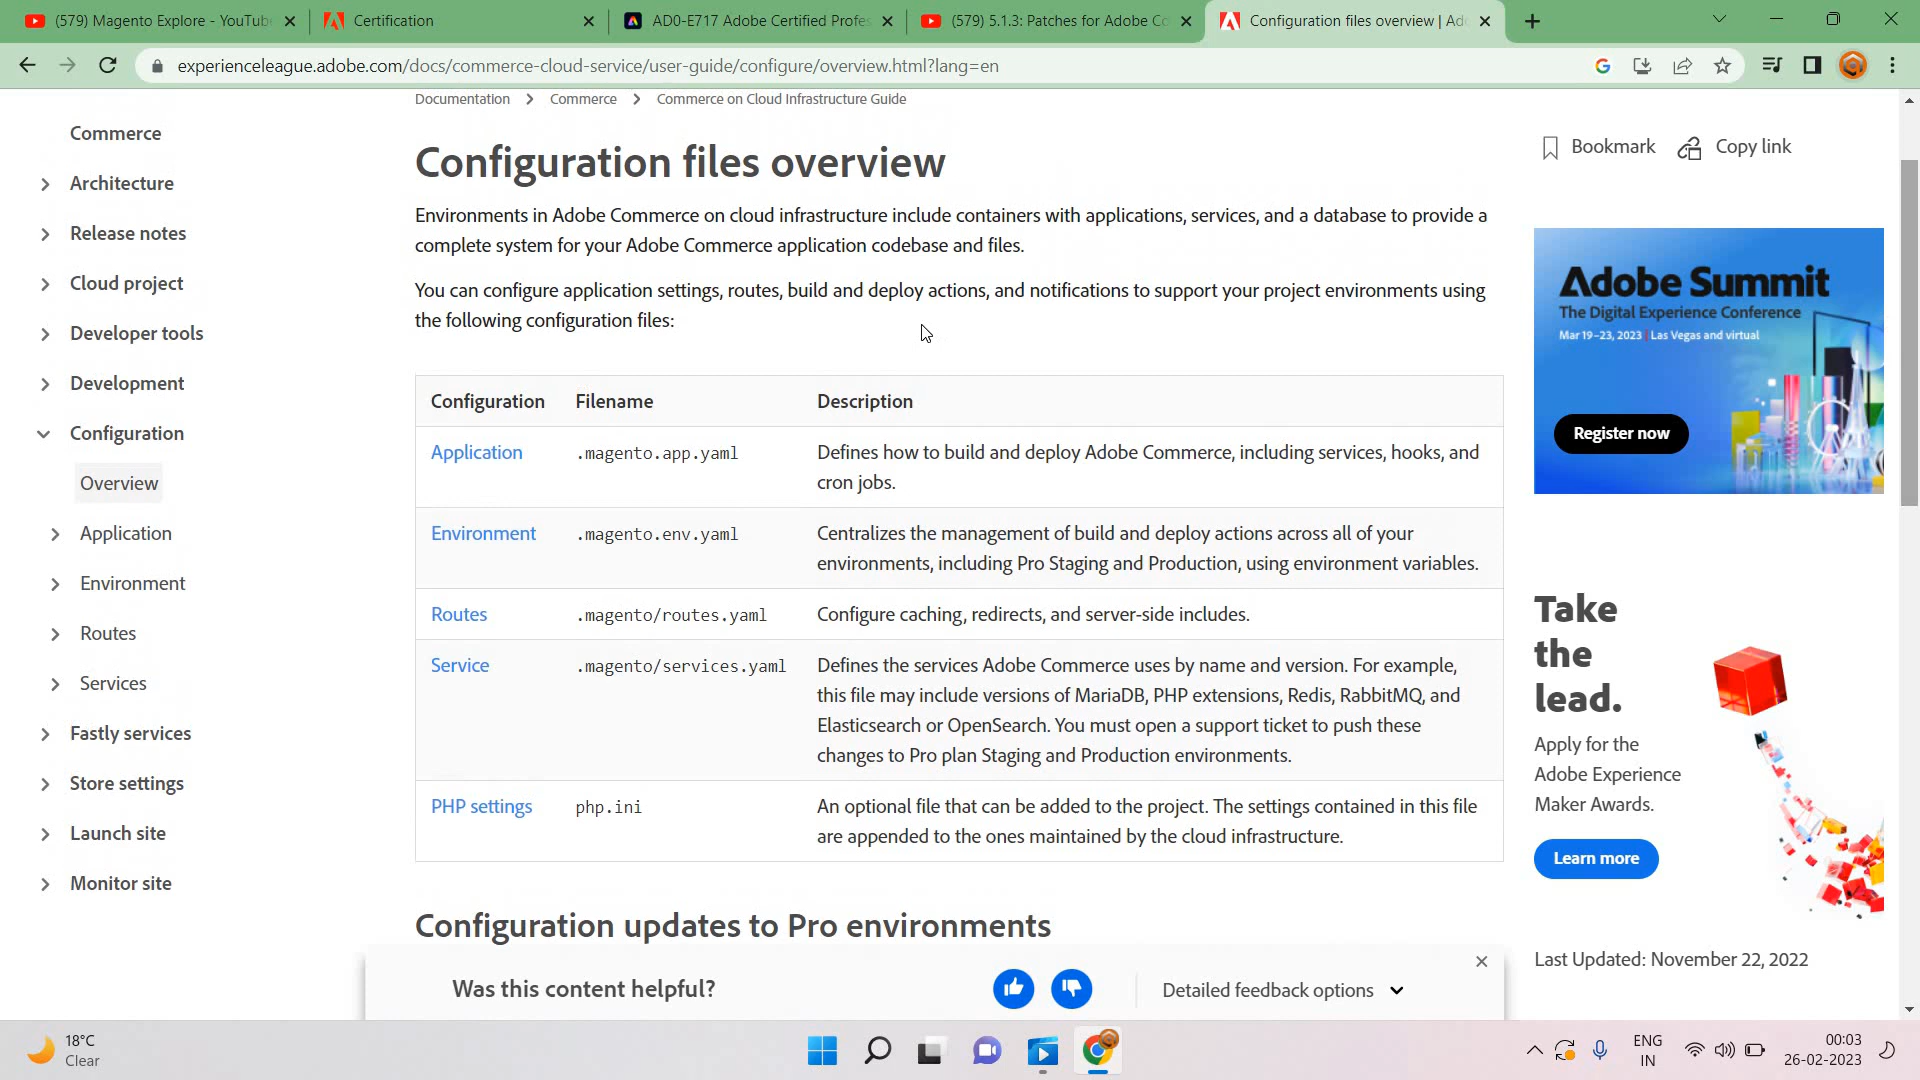 (579) Magento Explore - YouTube
Certification
AD0-E717 Adobe Certified Profes
(579) 5.1.3: Patches for Adobe Co
Configuration files overview | Ado
experienceleague.adobe.com/docs/commerce-cloud-service/user-guide/configure/overview.html?lang=en
Documentation
Commerce
Commerce on Cloud Infrastructure Guide
Commerce
Architecture
Release notes
Cloud project
Developer tools
Development
Configuration
Overview
Application
Environment
Routes
Services
Fastly services
Store settings
Launch site
Monitor site
Configuration files overview
Environments in Adobe Commerce on cloud infrastructure include containers with applications, services, and a database to provide a
complete system for your Adobe Commerce application codebase and files.
You can configure application settings, routes, build and deploy actions, and notifications to support your project environments using
the following configuration files:
Configuration Filename Description
Application .magento.app.yaml Defines how to build and deploy Adobe Commerce, including services, hooks, and
cron jobs.
Environment .magento.env.yaml Centralizes the management of build and deploy actions across all of your
environments, including Pro Staging and Production, using environment variables.
Routes .magento/routes.yaml Configure caching, redirects, and server-side includes.
Service .magento/services.yaml Defines the services Adobe Commerce uses by name and version. For example,
this file may include versions of MariaDB, PHP extensions, Redis, RabbitMQ, and
Elasticsearch or OpenSearch. You must open a support ticket to push these
changes to Pro plan Staging and Production environments.
PHP settings php.ini An optional file that can be added to the project. The settings contained in this file
are appended to the ones maintained by the cloud infrastructure.
Configuration updates to Pro environments
Was this content helpful?
Detailed feedback options
Bookmark
Copy link
Adobe Summit
The Digital Experience Conference
Mar 19–23, 2023 | Las Vegas and virtual
Register now
Take
the
lead.
Apply for the
Adobe Experience
Maker Awards.
Learn more
Last Updated: November 22, 2022
18°C
Clear
ENG
IN
00:03
26-02-2023